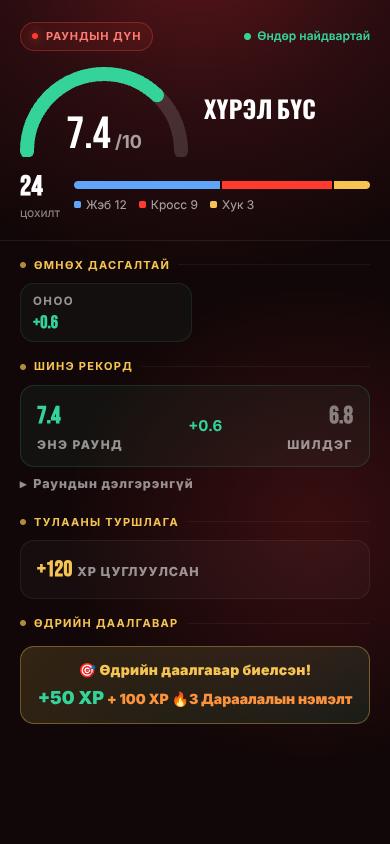 РАУНДЫН ДҮН
Өндөр найдвартай
7.4 /10
ХҮРЭЛ БҮС
24
цохилт
Жэб 12 Кросс 9 Хук 3
ӨМНӨХ ДАСГАЛТАЙ
ОНОО
+0.6
ШИНЭ РЕКОРД
7.4 +0.6 6.8
ЭНЭ РАУНД ШИЛДЭГ
▸ Раундын дэлгэрэнгүй
ТУЛААНЫ ТУРШЛАГА
+120 XP ЦУГЛУУЛСАН
ӨДРИЙН ДААЛГАВАР
🎯 Өдрийн даалгавар биелсэн!
+50 XP + 100 XP 🔥3 Дараалалын нэмэлт